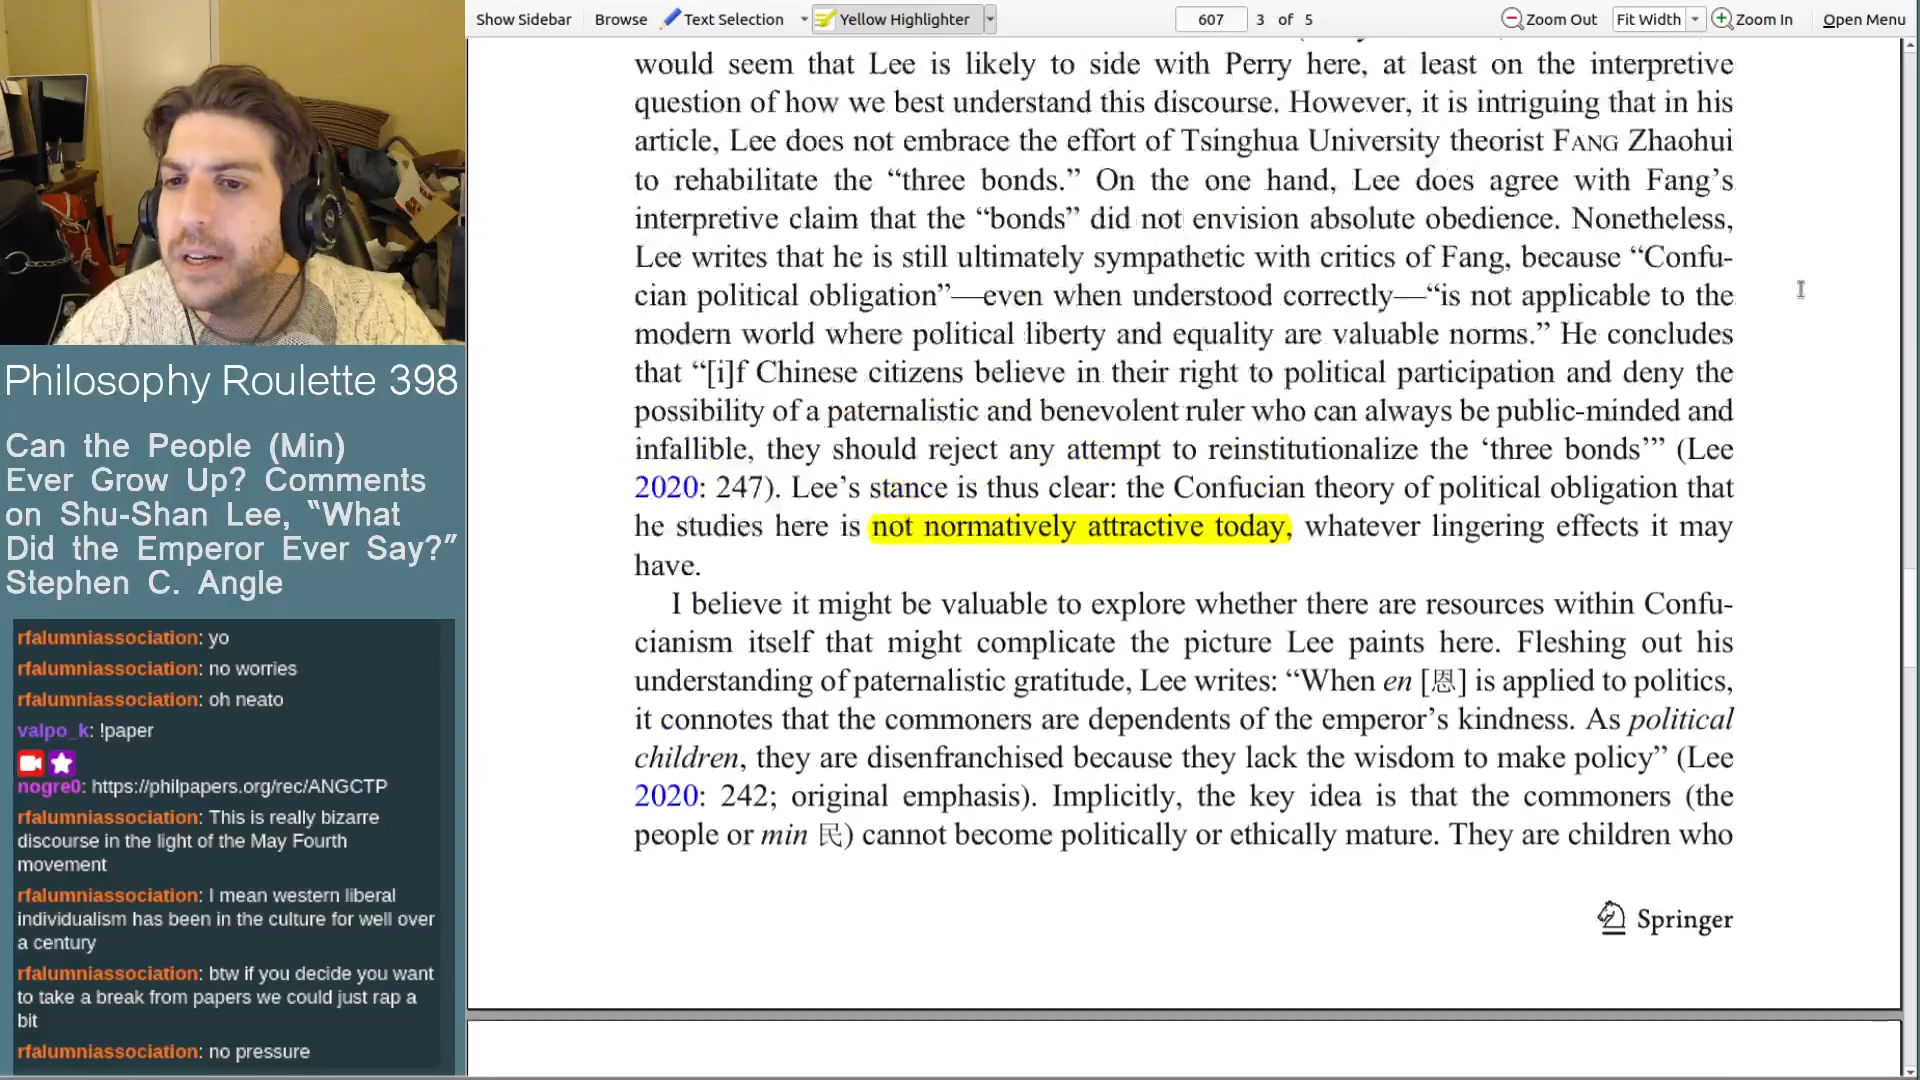 Show Sidebar Browse Text Selection Yellow Highlighter 607 3 of 5 Zoom Out Fit Width Zoom In Open Menu
would seem that Lee is likely to side with Perry here, at least on the interpretive
question of how we best understand this discourse. However, it is intriguing that in his
article, Lee does not embrace the effort of Tsinghua University theorist FANG Zhaohui
to rehabilitate the “three bonds.” On the one hand, Lee does agree with Fang’s
interpretive claim that the “bonds” did not envision absolute obedience. Nonetheless,
Lee writes that he is still ultimately sympathetic with critics of Fang, because “Confu-
cian political obligation”—even when understood correctly—“is not applicable to the
modern world where political liberty and equality are valuable norms.” He concludes
that “[i]f Chinese citizens believe in their right to political participation and deny the
possibility of a paternalistic and benevolent ruler who can always be public-minded and
infallible, they should reject any attempt to reinstitutionalize the ‘three bonds’” (Lee
2020: 247). Lee’s stance is thus clear: the Confucian theory of political obligation that
he studies here is not normatively attractive today, whatever lingering effects it may
have.
I believe it might be valuable to explore whether there are resources within Confu-
cianism itself that might complicate the picture Lee paints here. Fleshing out his
understanding of paternalistic gratitude, Lee writes: “When en [恩] is applied to politics,
it connotes that the commoners are dependents of the emperor’s kindness. As political
children, they are disenfranchised because they lack the wisdom to make policy” (Lee
2020: 242; original emphasis). Implicitly, the key idea is that the commoners (the
people or min 民) cannot become politically or ethically mature. They are children who
Springer
Philosophy Roulette 398
Can the People (Min)
Ever Grow Up? Comments
on Shu-Shan Lee, “What
Did the Emperor Ever Say?”
Stephen C. Angle
rfalumniassociation: yo
rfalumniassociation: no worries
rfalumniassociation: oh neato
valpo_k: !paper
nogre0: https://philpapers.org/rec/ANGCTP
rfalumniassociation: This is really bizarre
discourse in the light of the May Fourth
movement
rfalumniassociation: I mean western liberal
individualism has been in the culture for well over
a century
rfalumniassociation: btw if you decide you want
to take a break from papers we could just rap a
bit
rfalumniassociation: no pressure